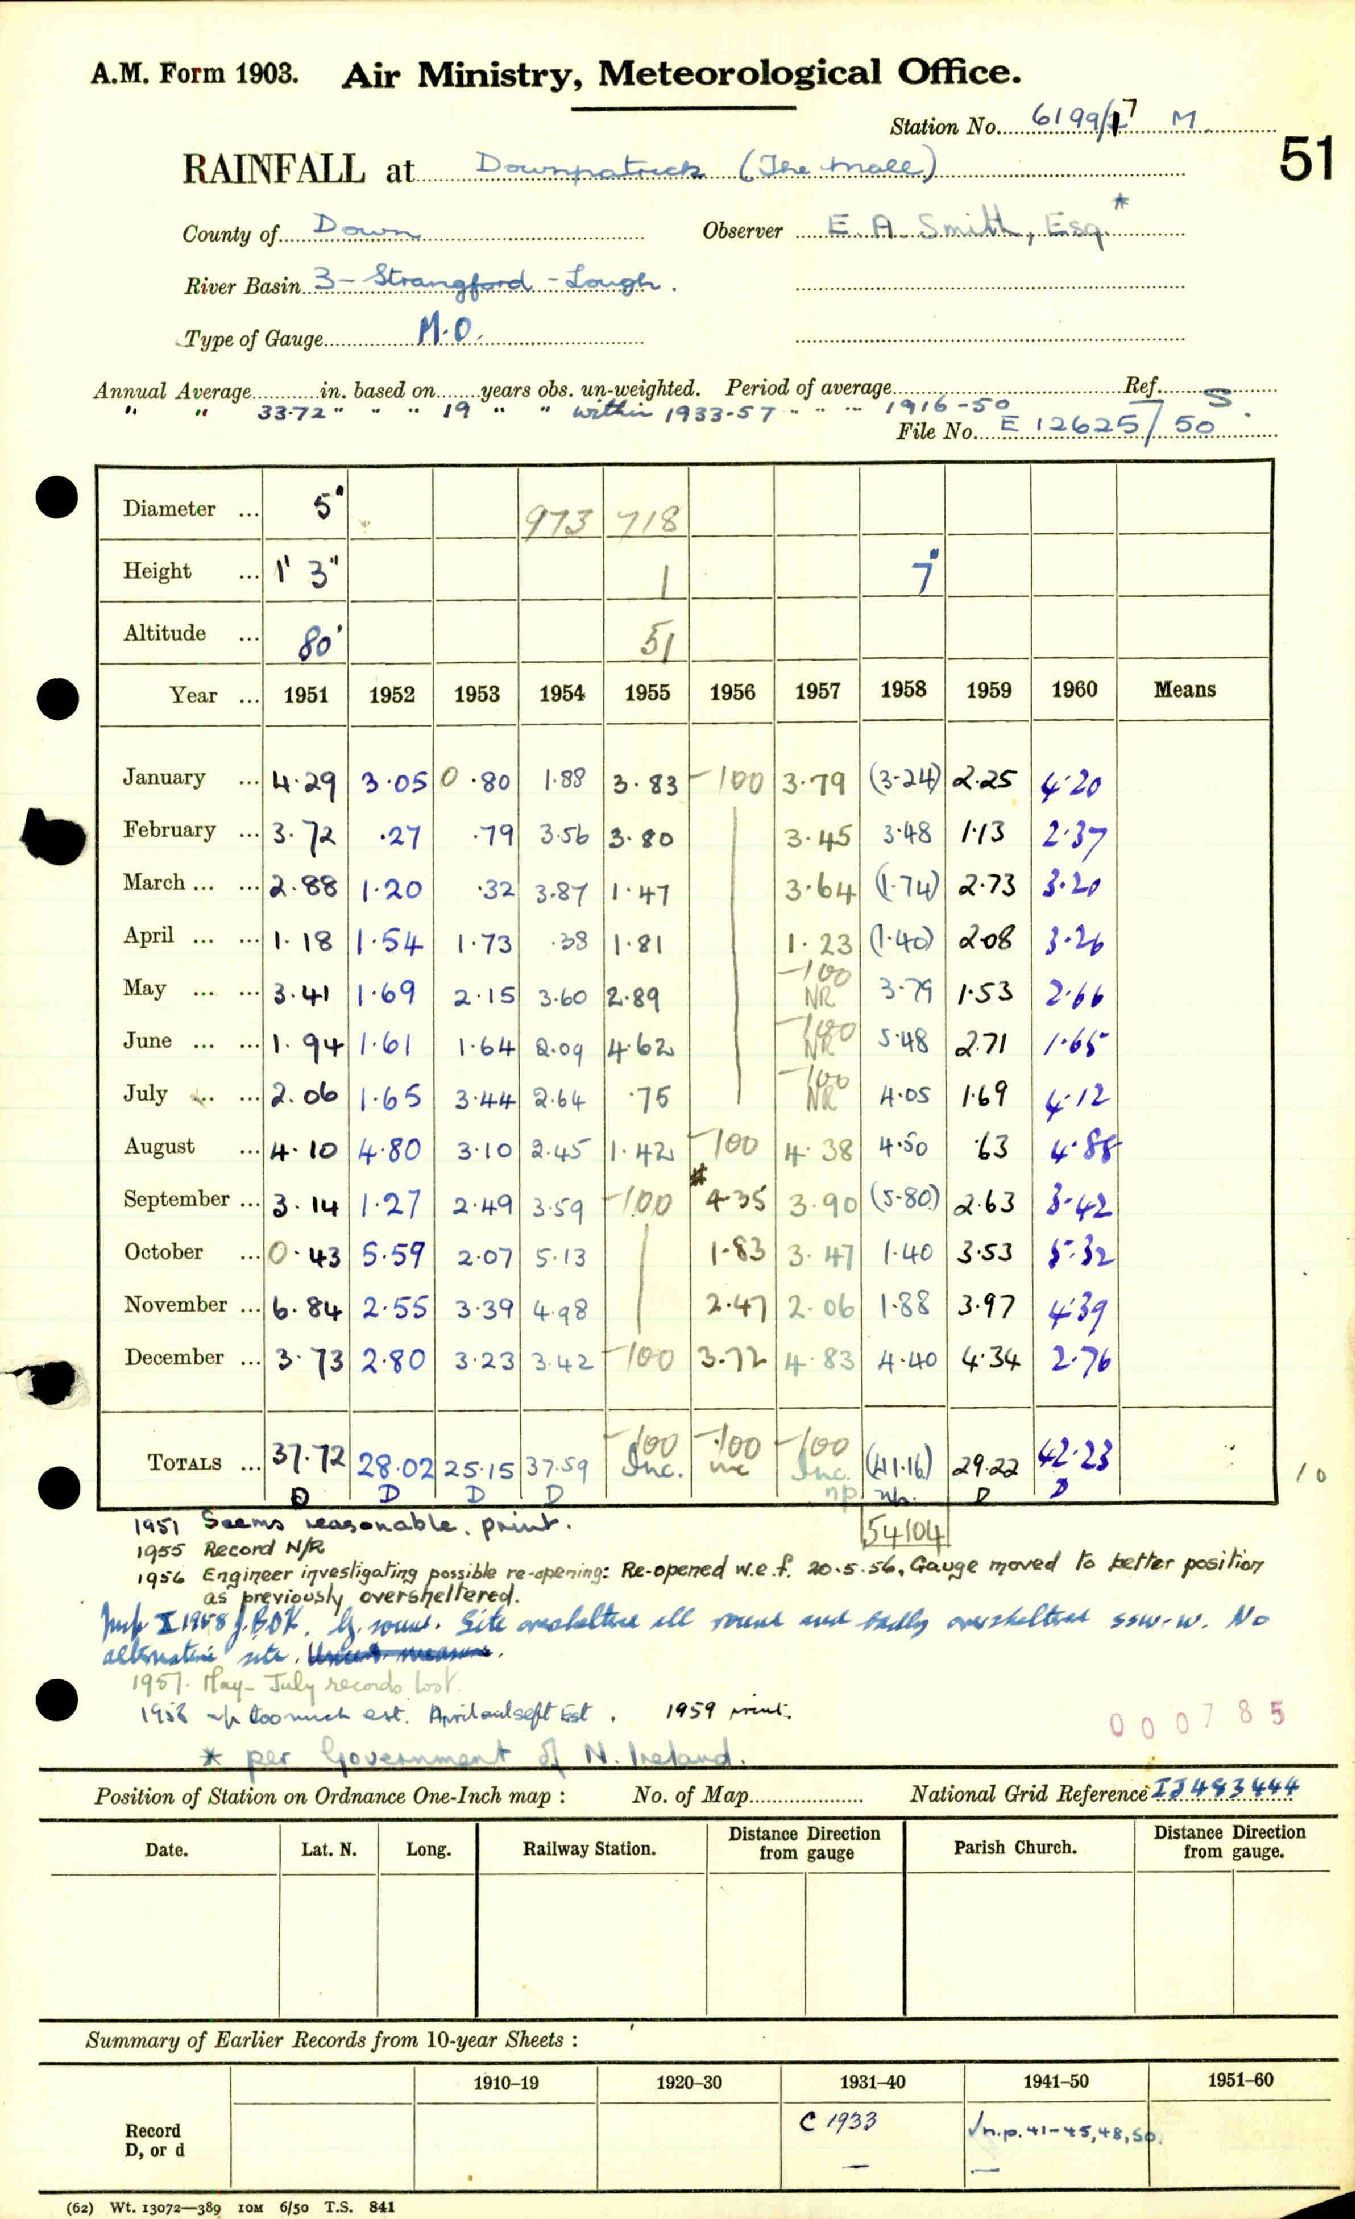 A.M. Form 1903. Air Ministry, Meteorological Office.
Station No. 6199/17 M.
51
RAINFALL at Downpatrick (The Mall)
County of Down Observer E. A. Smith, Esq. *
River Basin 3 - Strangford - Lough.
Type of Gauge M.O.
Annual Average in. based on years obs. un-weighted. Period of average Ref. S.
" " 33.72 " " " 19 " " within 1933-57 " " " 1916-50
File No. E 12625/50
Diameter ... 5" 973 718
Height ... 1' 3" 1 7"
Altitude ... 80' 51
Year ... 1951 1952 1953 1954 1955 1956 1957 1958 1959 1960 Means
January ... 4.29 3.05 0.80 1.88 3.83 -100 3.79 (3.24) 2.25 4.20
February ... 3.72 .27 .79 3.56 3.80 3.45 3.48 1.13 2.37
March ... ... 2.88 1.20 .32 3.87 1.47 3.64 (1.74) 2.73 3.20
April ... ... 1.18 1.54 1.73 .38 1.81 1.23 (1.40) 2.08 3.26
May ... ... 3.41 1.69 2.15 3.60 2.89 -100 NR 3.79 1.53 2.66
June ... ... 1.94 1.61 1.64 2.09 4.62 -100 NR 5.48 2.71 1.65
July ... ... 2.06 1.65 3.44 2.64 .75 -100 NR 4.05 1.69 4.12
August ... 4.10 4.80 3.10 2.45 1.42 -100 4.38 4.50 .63 4.88
September ... 3.14 1.27 2.49 3.59 -100 4.35 3.90 (5.80) 2.63 3.42
October ... 0.43 5.59 2.07 5.13 1.83 3.47 1.40 3.53 5.32
November ... 6.84 2.55 3.39 4.98 2.47 2.06 1.88 3.97 4.39
December ... 3.73 2.80 3.23 3.42 -100 3.72 4.83 4.40 4.34 2.76
TOTALS ... 37.72 28.02 25.15 37.59 -100 Inc. -100 inc -100 Inc. (41.16) 29.22 42.23
D D D D np n/p. D D
10
1951 Seems reasonable, print. 54104
1955 Record N/R
1956 Engineer investigating possible re-opening: Re-opened w.e.f. 20.5.56, Gauge moved to better position
as previously oversheltered.
Insp 1958 Site oversheltered all round and badly oversheltered SSW-W. No
alternative site.
1957. May - July records lost.
1958 n/p too much est. April and Sept Est. 1959 print.
000785
* per Government of N. Ireland.
Position of Station on Ordnance One-Inch map : No. of Map National Grid Reference IJ483444
Date. Lat. N. Long. Railway Station. Distance from gauge Direction Parish Church. Distance from gauge. Direction
Summary of Earlier Records from 10-year Sheets :
1910-19 1920-30 1931-40 1941-50 1951-60
Record
D, or d
C 1933 n.p. 41-45, 48, 50.
— —
(62) Wt. 13072—389 10M 6/50 T.S. 841